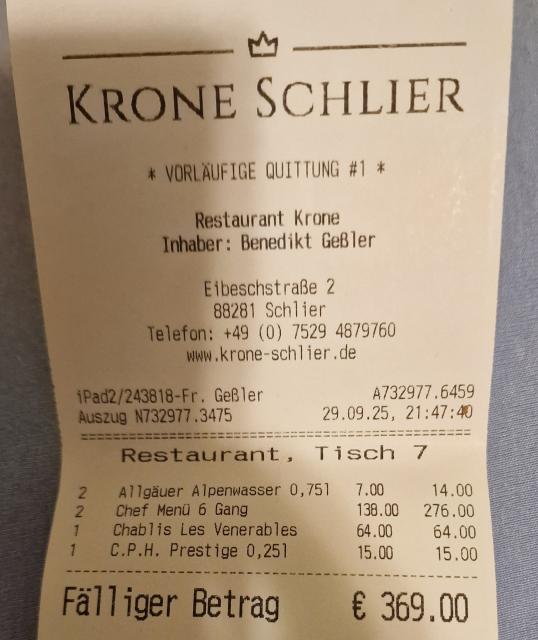 KRONE SCHLIER
* VORLÄUFIGE QUITTUNG #1 *
Restaurant Krone
Inhaber: Benedikt Geßler
Eibeschstraße 2
88281 Schlier
Telefon: +49 (0) 7529 4879760
www.krone-schlier.de
iPad2/243818-Fr. Geßler A732977.6459
Auszug N732977.3475 29.09.25, 21:47:40
Restaurant, Tisch 7
2 Allgäuer Alpenwasser 0,75l 7.00 14.00
2 Chef Menü 6 Gang 138.00 276.00
1 Chablis Les Venerables 64.00 64.00
1 C.P.H. Prestige 0,25l 15.00 15.00
Fälliger Betrag € 369.00